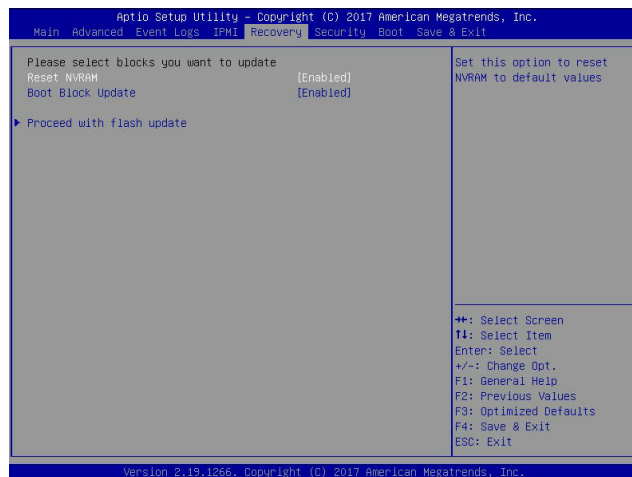 Aptio Setup Utility – Copyright (C) 2017 American Megatrends, Inc.
Main Advanced Event Logs IPMI Recovery Security Boot Save & Exit
Please select blocks you want to update
Reset NVRAM [Enabled]
Boot Block Update [Enabled]
▶ Proceed with flash update
Set this option to reset
NVRAM to default values
→←: Select Screen
↑↓: Select Item
Enter: Select
+/-: Change Opt.
F1: General Help
F2: Previous Values
F3: Optimized Defaults
F4: Save & Exit
ESC: Exit
Version 2.19.1266. Copyright (C) 2017 American Megatrends, Inc.